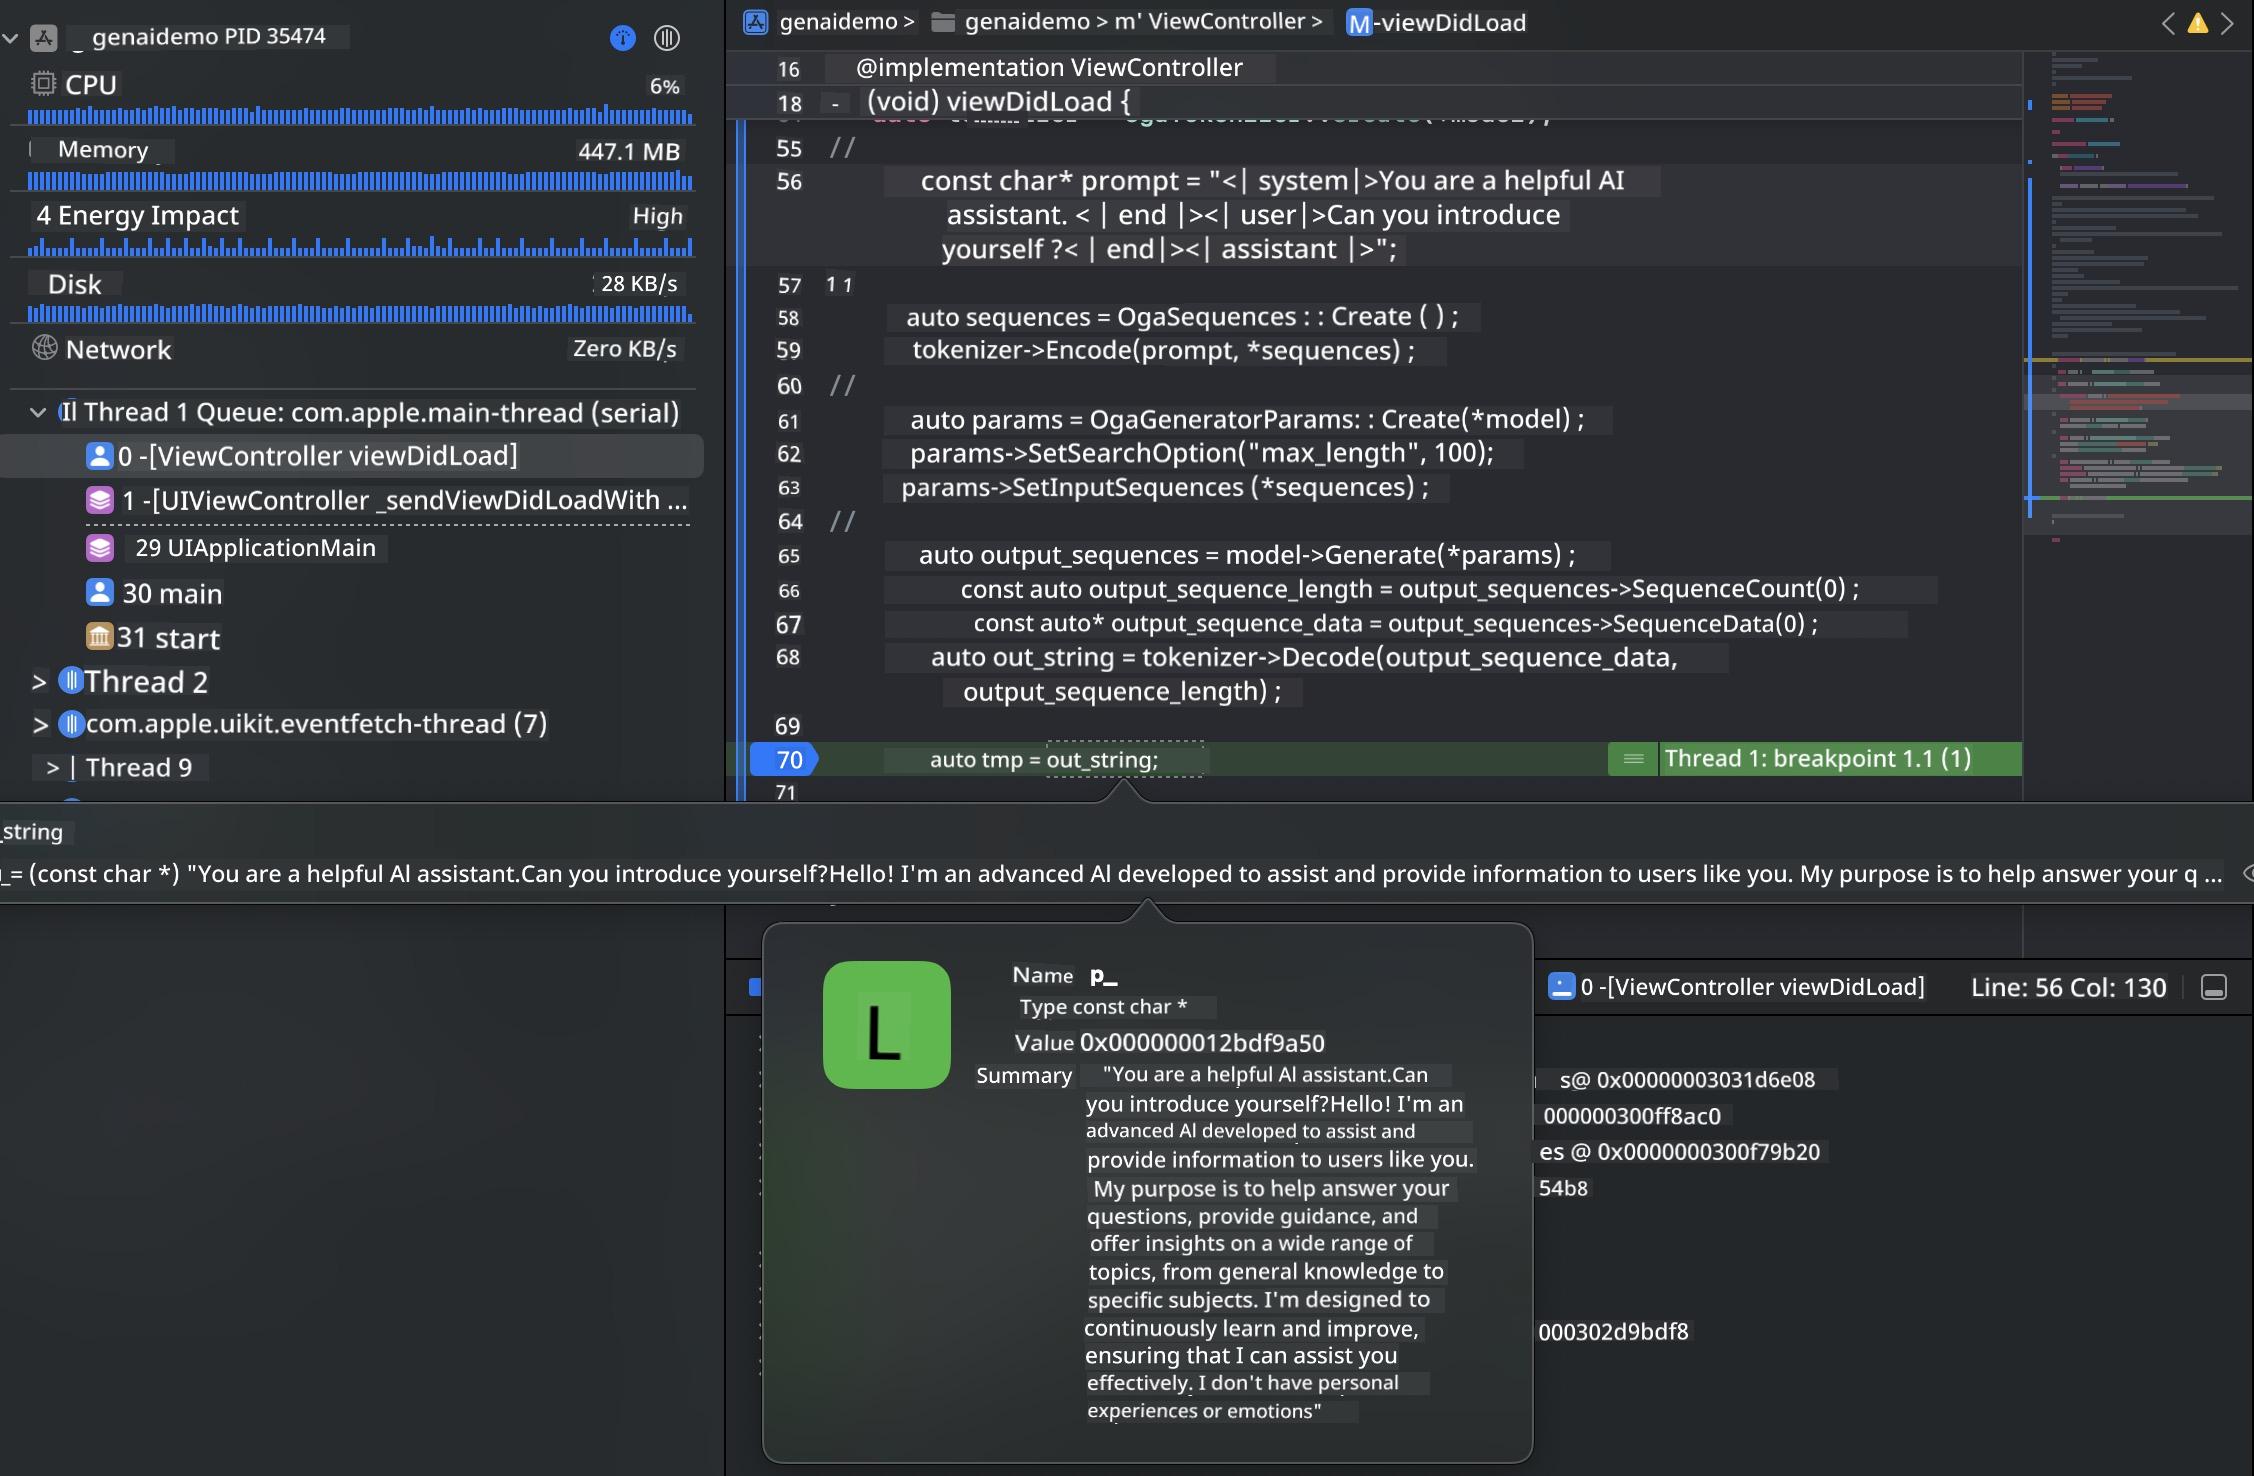 genaidemo PID 35474
CPU
6%
Memory
447.1 MB
4 Energy Impact
High
Disk
28 KB/s
Network
Zero KB/s
Il Thread 1 Queue: com.apple.main-thread (serial)
0 -[ViewController viewDidLoad]
1 -[UIViewController _sendViewDidLoadWith ...
29 UIApplicationMain
30 main
31 start
> Thread 2
> com.apple.uikit.eventfetch-thread (7)
> | Thread 9
genaidemo > genaidemo > m' ViewController > M -viewDidLoad
16 @implementation ViewController
18 - (void) viewDidLoad {
55 //
56 const char* prompt = "<| system|>You are a helpful AI
assistant. < | end |><| user|>Can you introduce
yourself ?< | end|><| assistant |>";
57 1 1
58 auto sequences = OgaSequences : : Create ( ) ;
59 tokenizer->Encode(prompt, *sequences) ;
60 //
61 auto params = OgaGeneratorParams: : Create(*model) ;
62 params->SetSearchOption("max_length", 100);
63 params->SetInputSequences (*sequences) ;
64 //
65 auto output_sequences = model->Generate(*params) ;
66 const auto output_sequence_length = output_sequences->SequenceCount(0) ;
67 const auto* output_sequence_data = output_sequences->SequenceData(0) ;
68 auto out_string = tokenizer->Decode(output_sequence_data,
output_sequence_length) ;
69
70 auto tmp = out_string; Thread 1: breakpoint 1.1 (1)
71
_string
_= (const char *) "You are a helpful Al assistant.Can you introduce yourself?Hello! I'm an advanced Al developed to assist and provide information to users like you. My purpose is to help answer your q ...
L
Name p_
Type const char *
Value 0x000000012bdf9a50
Summary "You are a helpful Al assistant.Can
you introduce yourself?Hello! I'm an
advanced Al developed to assist and
provide information to users like you.
My purpose is to help answer your
questions, provide guidance, and
offer insights on a wide range of
topics, from general knowledge to
specific subjects. I'm designed to
continuously learn and improve,
ensuring that I can assist you
effectively. I don't have personal
experiences or emotions"
0 -[ViewController viewDidLoad]
Line: 56 Col: 130
s@ 0x00000003031d6e08
000000300ff8ac0
es @ 0x0000000300f79b20
54b8
000302d9bdf8